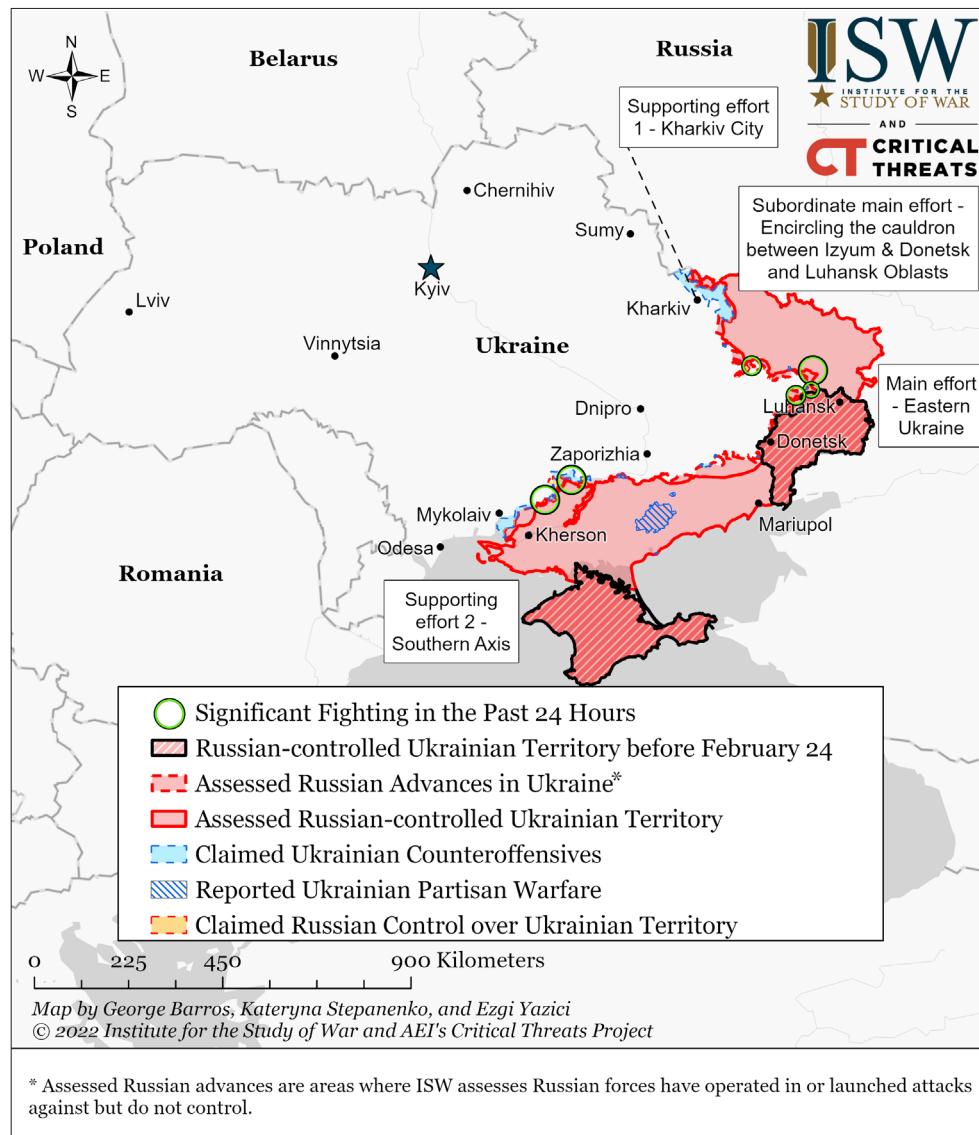 N
W E
S
Belarus
Russia
ISW
INSTITUTE FOR THE
STUDY OF WAR
AND
CT CRITICAL
THREATS
Supporting effort
1 - Kharkiv City
Chernihiv
Subordinate main effort -
Encircling the cauldron
between Izyum & Donetsk
and Luhansk Oblasts
Sumy
Poland
Kyiv
Lviv
Kharkiv
Vinnytsia
Ukraine
Main effort
- Eastern
Ukraine
Dnipro
Luhansk
Donetsk
Zaporizhia
Mykolaiv
Mariupol
Kherson
Odesa
Romania
Supporting
effort 2 -
Southern Axis
Significant Fighting in the Past 24 Hours
Russian-controlled Ukrainian Territory before February 24
Assessed Russian Advances in Ukraine*
Assessed Russian-controlled Ukrainian Territory
Claimed Ukrainian Counteroffensives
Reported Ukrainian Partisan Warfare
Claimed Russian Control over Ukrainian Territory
0 225 450 900 Kilometers
Map by George Barros, Kateryna Stepanenko, and Ezgi Yazici
© 2022 Institute for the Study of War and AEI's Critical Threats Project
* Assessed Russian advances are areas where ISW assesses Russian forces have operated in or launched attacks
against but do not control.